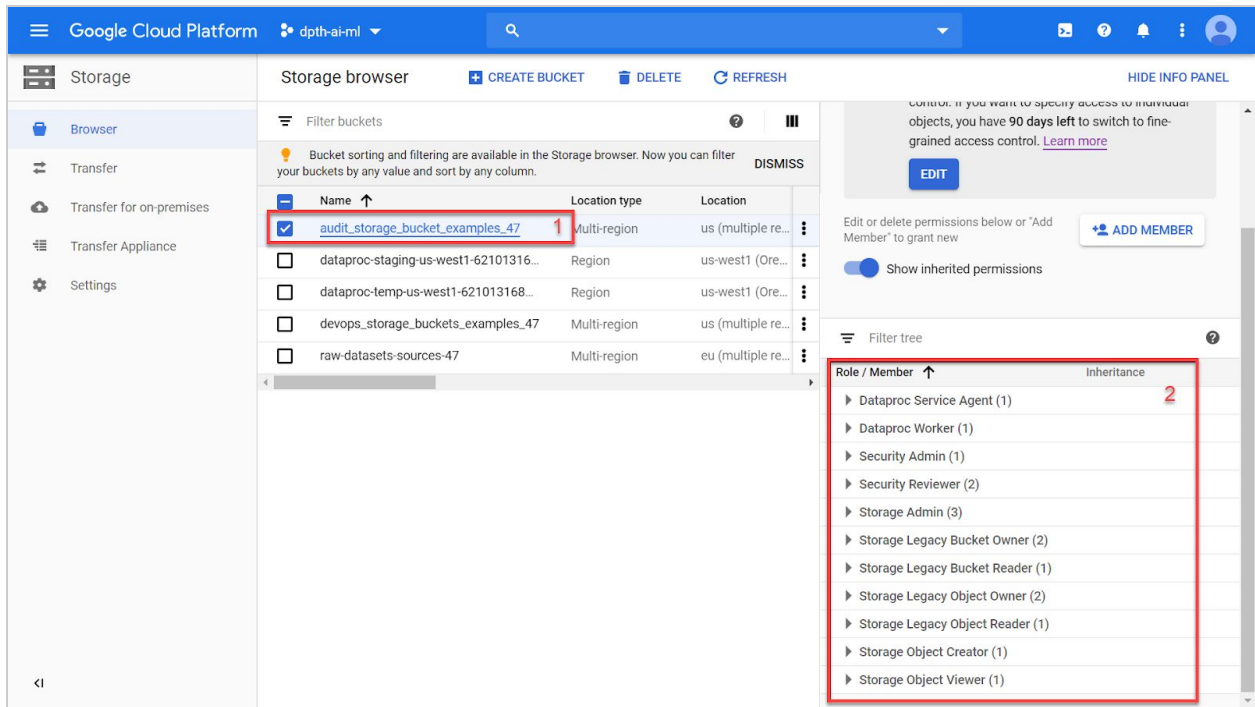 Google Cloud Platform
dpth-ai-ml
Storage
Storage browser
CREATE BUCKET
DELETE
REFRESH
HIDE INFO PANEL
Browser
Transfer
Transfer for on-premises
Transfer Appliance
Settings
Filter buckets
Bucket sorting and filtering are available in the Storage browser. Now you can filter
your buckets by any value and sort by any column.
DISMISS
Name
Location type
Location
audit_storage_bucket_examples_47
1
Multi-region
us (multiple re...
dataproc-staging-us-west1-62101316...
Region
us-west1 (Ore...
dataproc-temp-us-west1-621013168...
Region
us-west1 (Ore...
devops_storage_buckets_examples_47
Multi-region
us (multiple re...
raw-datasets-sources-47
Multi-region
eu (multiple re...
control. If you want to specify access to individual
objects, you have 90 days left to switch to fine-
grained access control. Learn more
EDIT
Edit or delete permissions below or "Add
Member" to grant new
ADD MEMBER
Show inherited permissions
Filter tree
Role / Member
Inheritance
2
Dataproc Service Agent (1)
Dataproc Worker (1)
Security Admin (1)
Security Reviewer (2)
Storage Admin (3)
Storage Legacy Bucket Owner (2)
Storage Legacy Bucket Reader (1)
Storage Legacy Object Owner (2)
Storage Legacy Object Reader (1)
Storage Object Creator (1)
Storage Object Viewer (1)